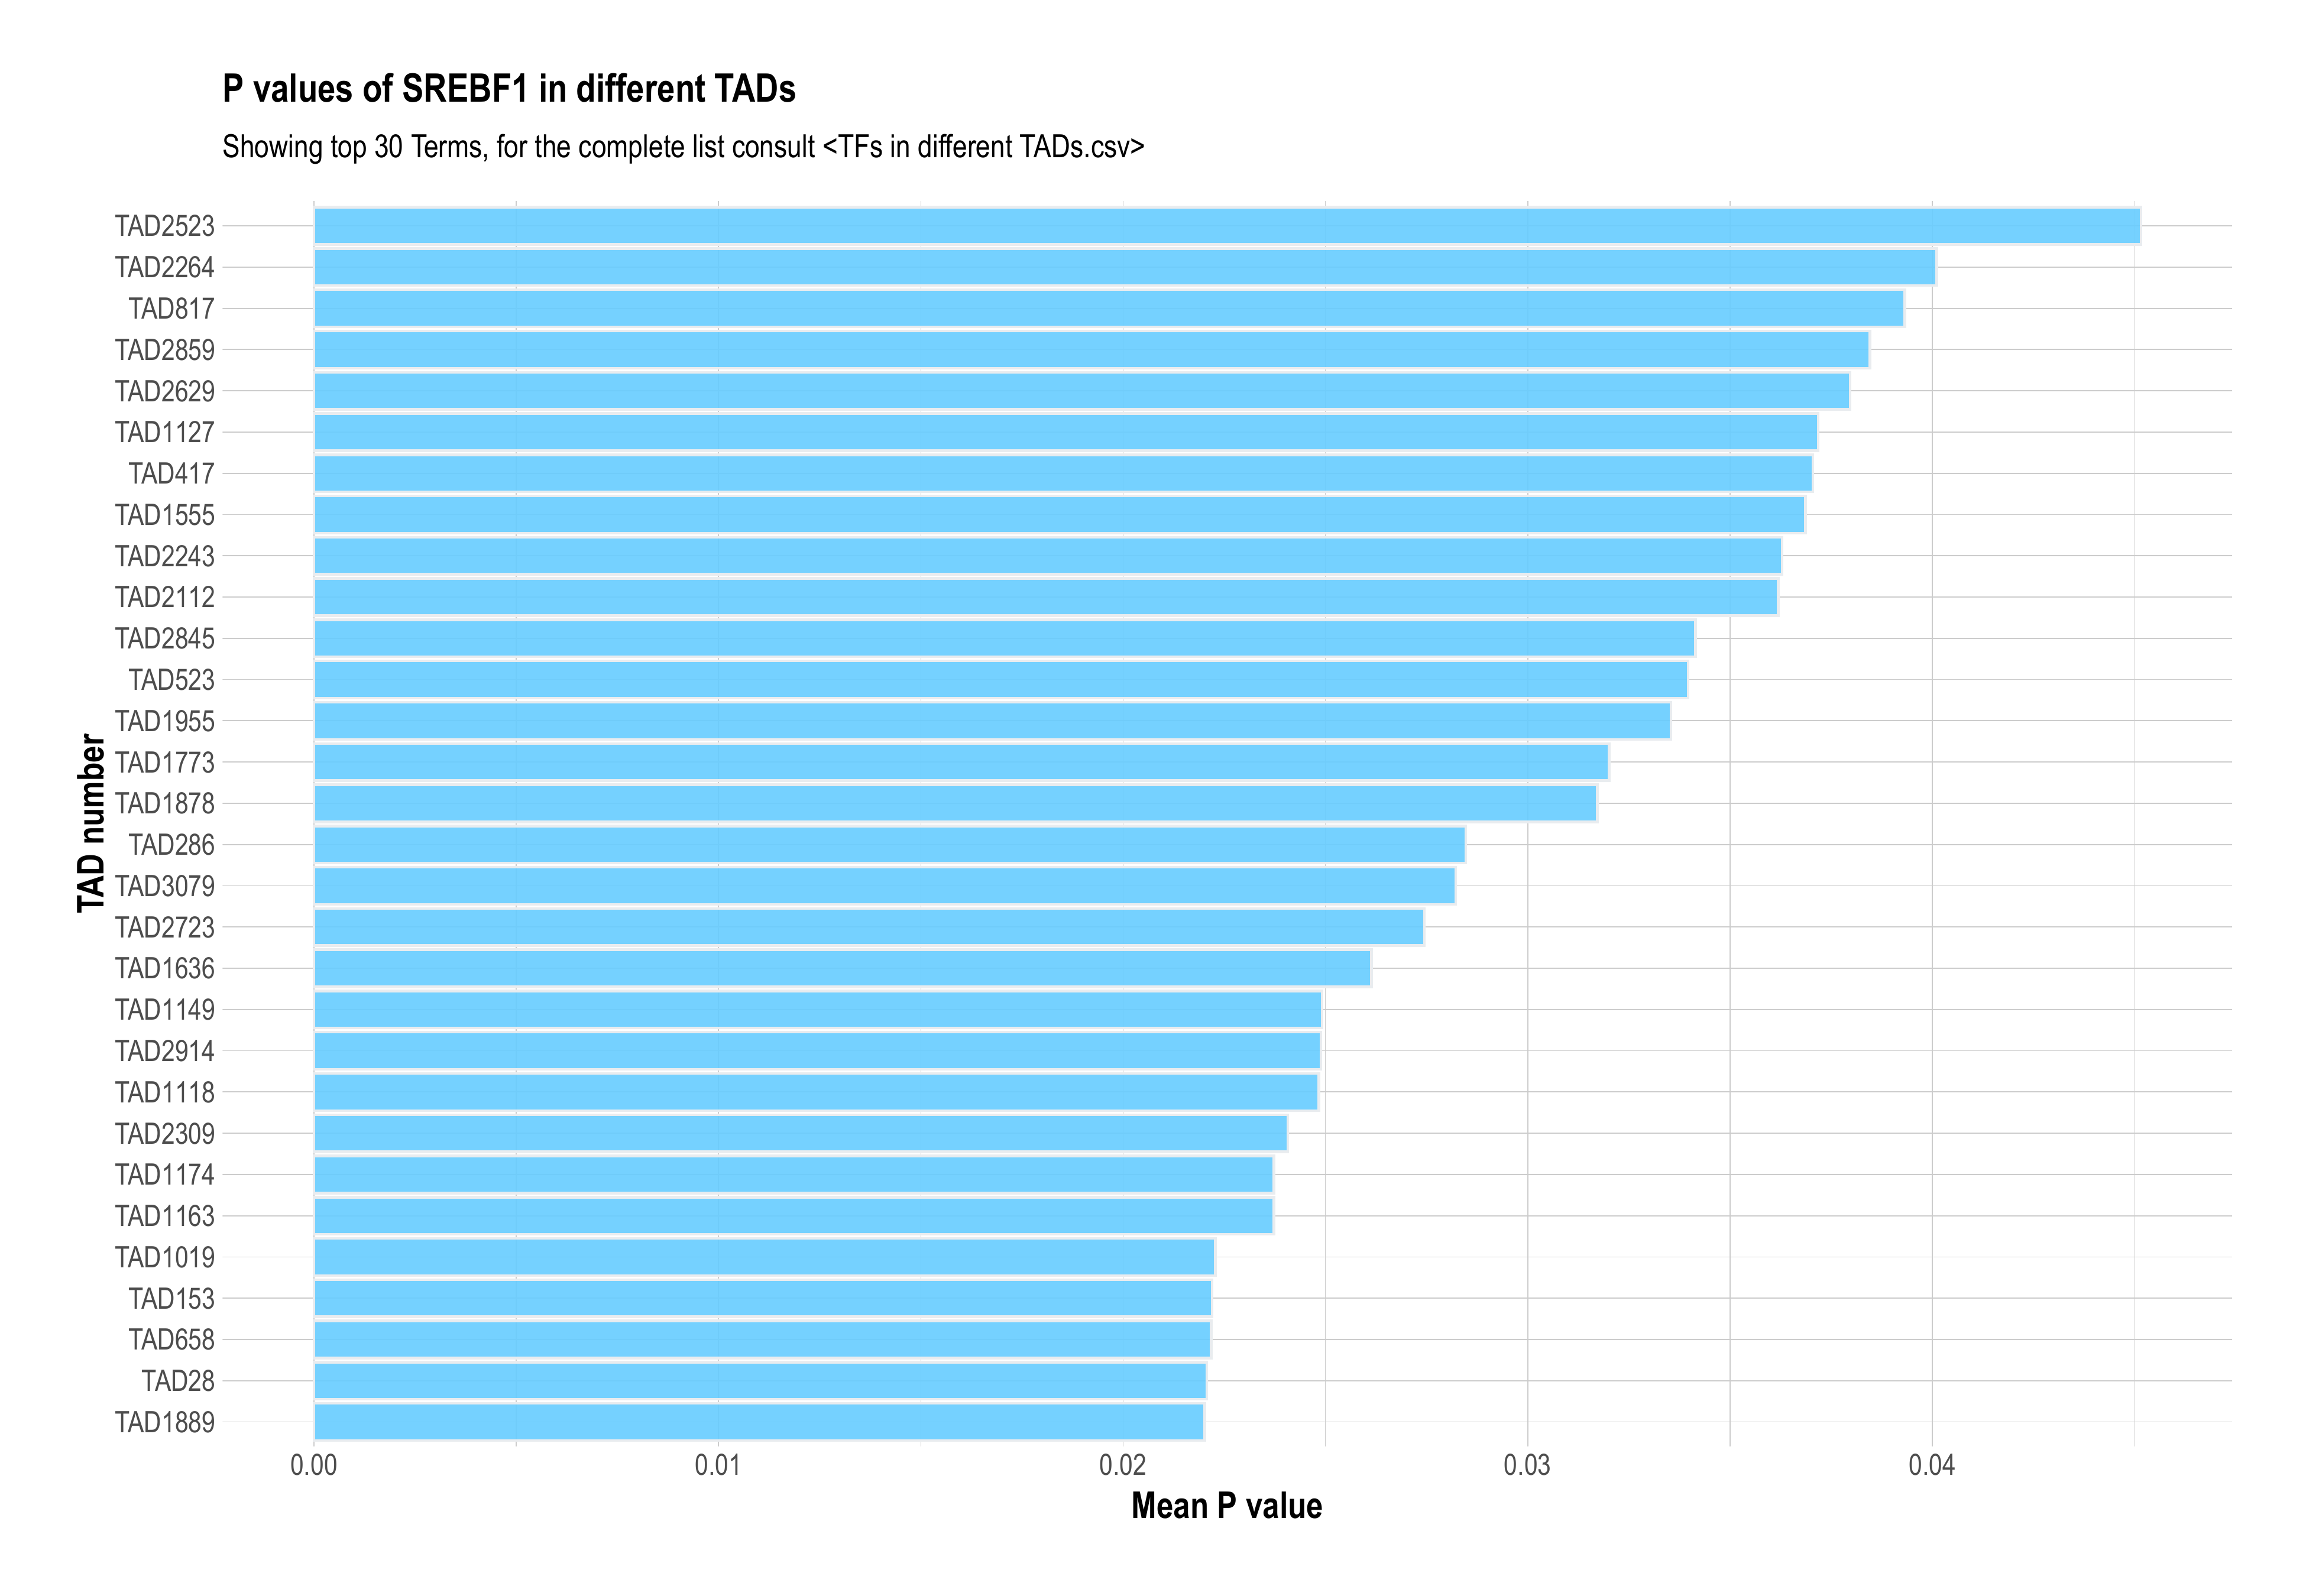 P values of SREBF1 in different TADs
Showing top 30 Terms, for the complete list consult <TFs in different TADs.csv>
TAD number
TAD2523
TAD2264
TAD817
TAD2859
TAD2629
TAD1127
TAD417
TAD1555
TAD2243
TAD2112
TAD2845
TAD523
TAD1955
TAD1773
TAD1878
TAD286
TAD3079
TAD2723
TAD1636
TAD1149
TAD2914
TAD1118
TAD2309
TAD1174
TAD1163
TAD1019
TAD153
TAD658
TAD28
TAD1889
0.00 0.01 0.02 0.03 0.04
Mean P value